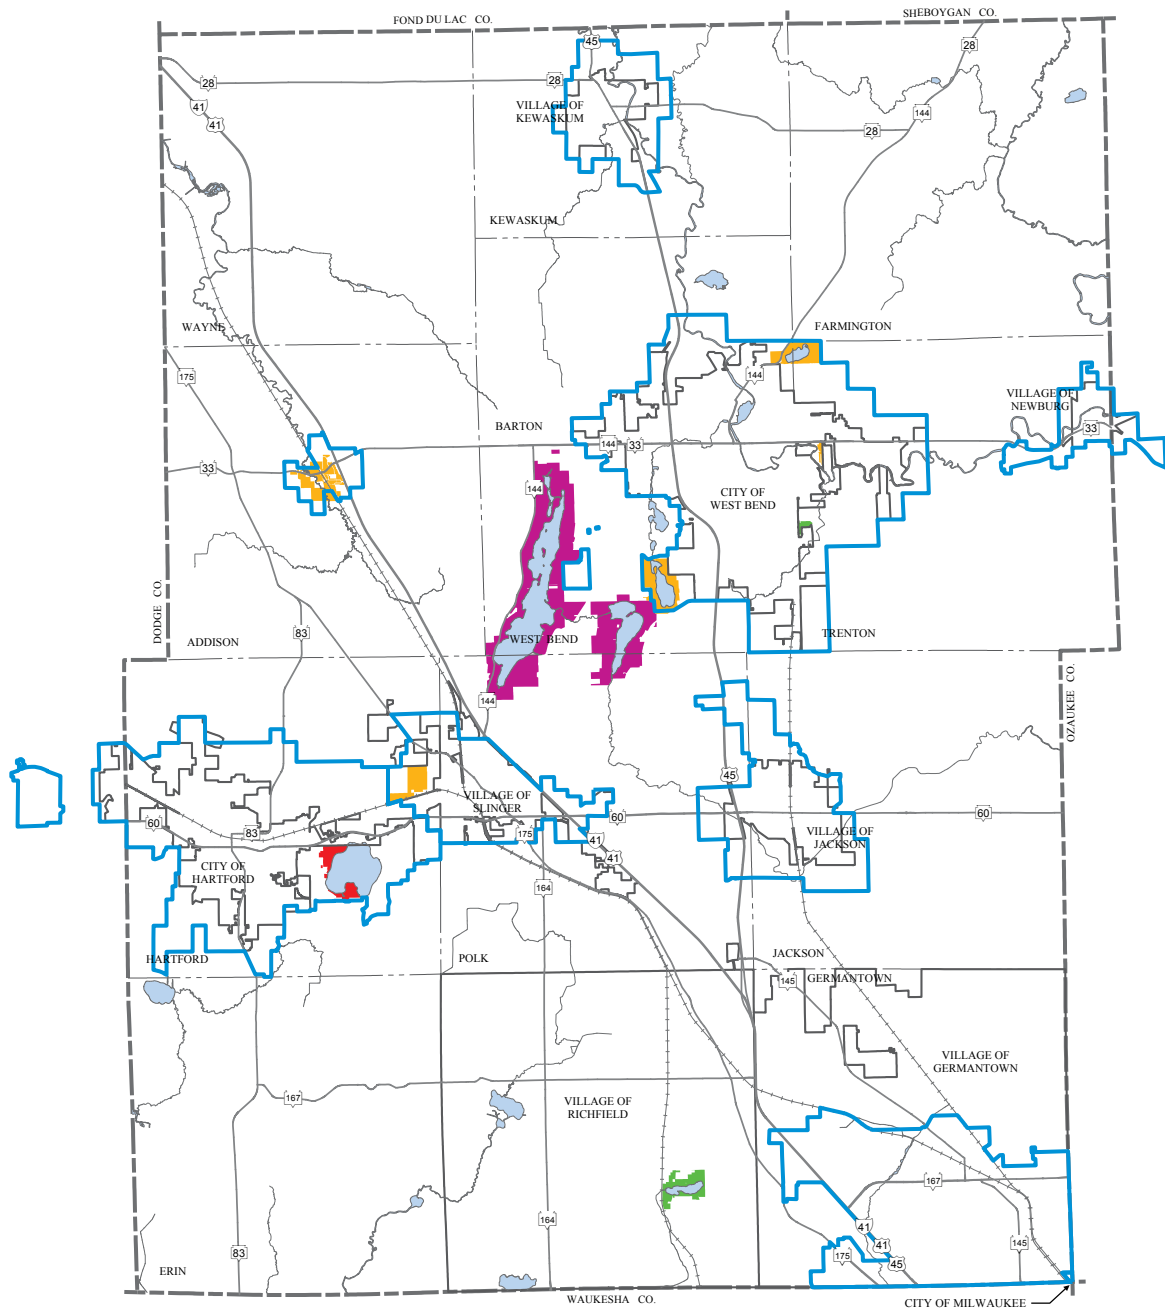 FOND DU LAC CO.
SHEBOYGAN CO.
45
28
28
28
41
41
VILLAGE OF
KEWASKUM
144
28
KEWASKUM
WAYNE
FARMINGTON
175
144
VILLAGE OF
NEWBURG
33
BARTON
144
33
33
144
CITY OF
WEST BEND
DODGE CO.
83
ADDISON
WEST BEND
TRENTON
OZAUKEE CO.
144
45
VILLAGE OF
SLINGER
60
60
60
83
175
41
41
VILLAGE OF
JACKSON
CITY OF
HARTFORD
164
HARTFORD
POLK
JACKSON
145
GERMANTOWN
VILLAGE OF
GERMANTOWN
167
VILLAGE OF
RICHFIELD
167
164
83
41
41
45
175
145
ERIN
WAUKESHA CO.
CITY OF MILWAUKEE